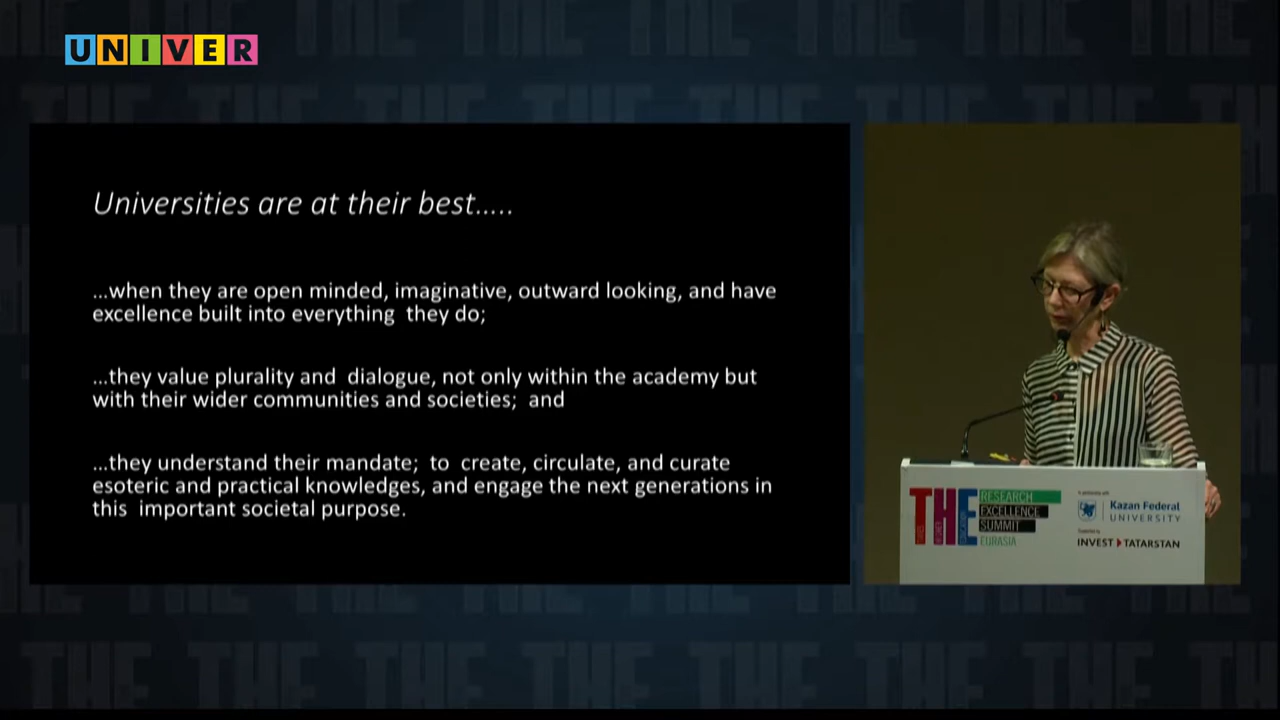 UNIVER
Universities are at their best.....
...when they are open minded, imaginative, outward looking, and have
excellence built into everything they do;
...they value plurality and dialogue, not only within the academy but
with their wider communities and societies; and
...they understand their mandate; to create, circulate, and curate
esoteric and practical knowledges, and engage the next generations in
this important societal purpose.
THE
RESEARCH
EXCELLENCE
SUMMIT
EURASIA
Kazan Federal
UNIVERSITY
INVEST TATARSTAN